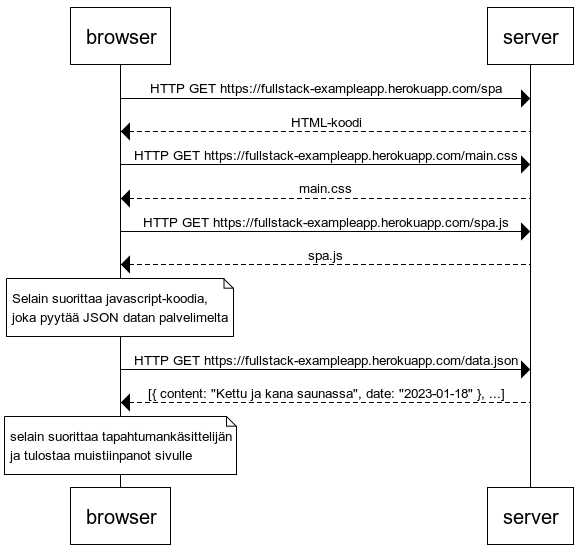 browser
server
HTTP GET https://fullstack-exampleapp.herokuapp.com/spa
HTML-koodi
HTTP GET https://fullstack-exampleapp.herokuapp.com/main.css
main.css
HTTP GET https://fullstack-exampleapp.herokuapp.com/spa.js
spa.js
Selain suorittaa javascript-koodia,
joka pyytää JSON datan palvelimelta
HTTP GET https://fullstack-exampleapp.herokuapp.com/data.json
[{ content: "Kettu ja kana saunassa", date: "2023-01-18" }, ...]
selain suorittaa tapahtumankäsittelijän
ja tulostaa muistiinpanot sivulle
browser
server